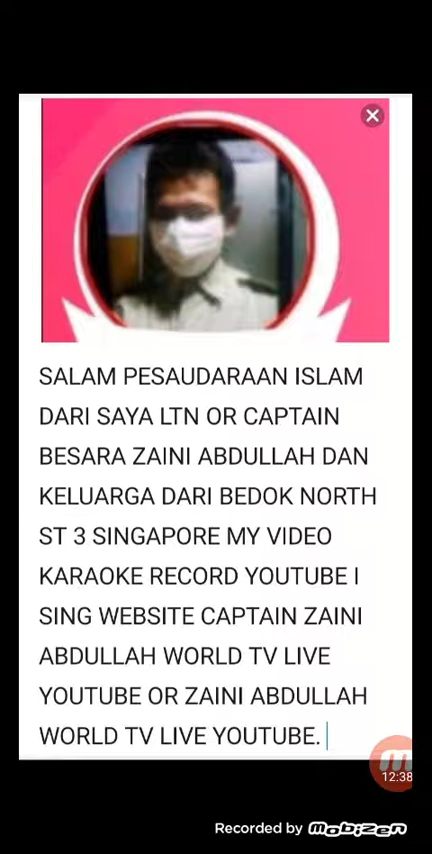 SALAM PESAUDARAAN ISLAM
DARI SAYA LTN OR CAPTAIN
BESARA ZAINI ABDULLAH DAN
KELUARGA DARI BEDOK NORTH
ST 3 SINGAPORE MY VIDEO
KARAOKE RECORD YOUTUBE I
SING WEBSITE CAPTAIN ZAINI
ABDULLAH WORLD TV LIVE
YOUTUBE OR ZAINI ABDULLAH
WORLD TV LIVE YOUTUBE.
12:38
Recorded by mobizen